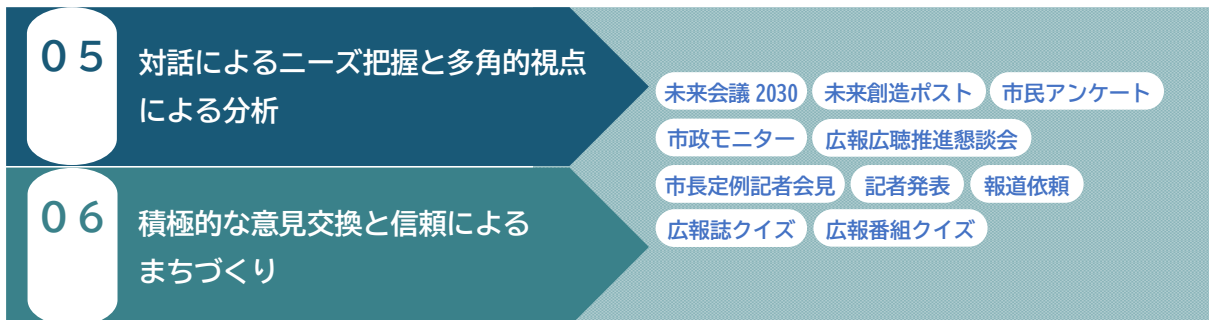 05
対話によるニーズ把握と多角的視点
による分析
06
積極的な意見交換と信頼による
まちづくり
未来会議 2030 未来創造ポスト 市民アンケート
市政モニター 広報広聴推進懇談会
市長定例記者会見 記者発表 報道依頼
広報誌クイズ 広報番組クイズ